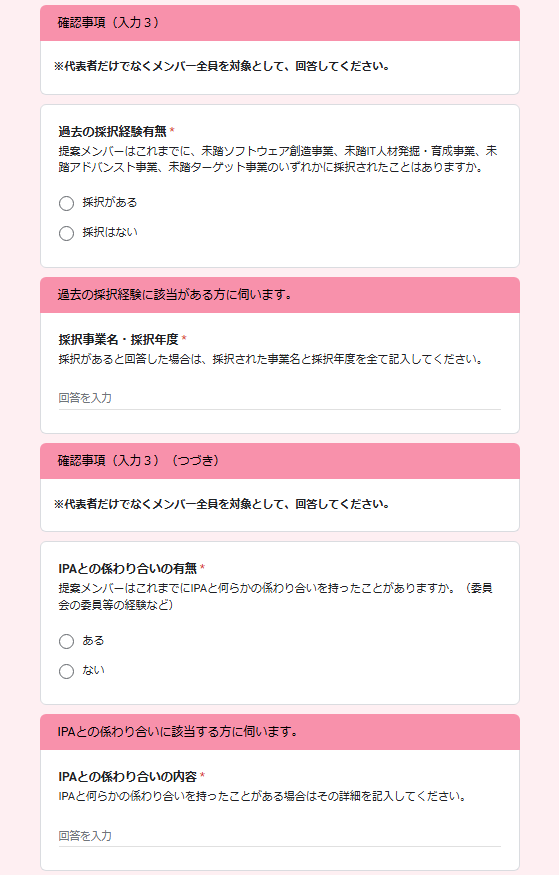 確認事項（入力３）
※代表者だけでなくメンバー全員を対象として、回答してください。
過去の採択経験有無 *
提案メンバーはこれまでに、未踏ソフトウェア創造事業、未踏IT人材発掘・育成事業、未
踏アドバンスト事業、未踏ターゲット事業のいずれかに採択されたことはありますか。
採択がある
採択はない
過去の採択経験に該当がある方に伺います。
採択事業名・採択年度 *
採択があると回答した場合は、採択された事業名と採択年度を全て記入してください。
回答を入力
確認事項（入力３）（つづき）
※代表者だけでなくメンバー全員を対象として、回答してください。
IPAとの係わり合いの有無 *
提案メンバーはこれまでにIPAと何らかの係わり合いを持ったことがありますか。（委員
会の委員等の経験など）
ある
ない
IPAとの係わり合いに該当する方に伺います。
IPAとの係わり合いの内容 *
IPAと何らかの係わり合いを持ったことがある場合はその詳細を記入してください。
回答を入力